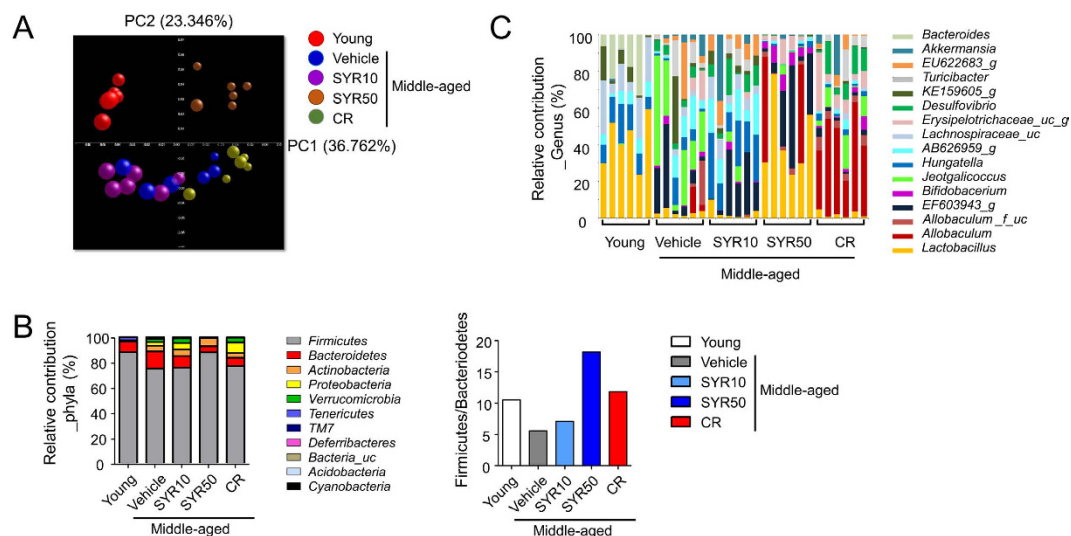 A
PC2 (23.346%)
PC1 (36.762%)
Young
Vehicle
SYR10
SYR50
CR
Middle-aged
C
Relative contribution
_Genus (%)
100
80
60
40
20
0
Young
Vehicle
SYR10
SYR50
CR
Middle-aged
Bacteroides
Akkermansia
EU622683_g
Turicibacter
KE159605_g
Desulfovibrio
Erysipelotrichaceae_uc_g
Lachnospiraceae_uc
AB626959_g
Hungatella
Jeotgalicoccus
Bifidobacerium
EF603943_g
Allobaculum _f_uc
Allobaculum
Lactobacillus
B
Relative contribution
_phyla (%)
100
80
60
40
20
0
Young
Vehicle
SYR10
SYR50
CR
Middle-aged
Firmicutes
Bacteroidetes
Actinobacteria
Proteobacteria
Verrucomicrobia
Tenericutes
TM7
Deferribacteres
Bacteria_uc
Acidobacteria
Cyanobacteria
Firmicutes/Bacteriodetes
20
15
10
5
0
Young
Vehicle
SYR10
SYR50
CR
Middle-aged
Young
Vehicle
SYR10
SYR50
CR
Middle-aged